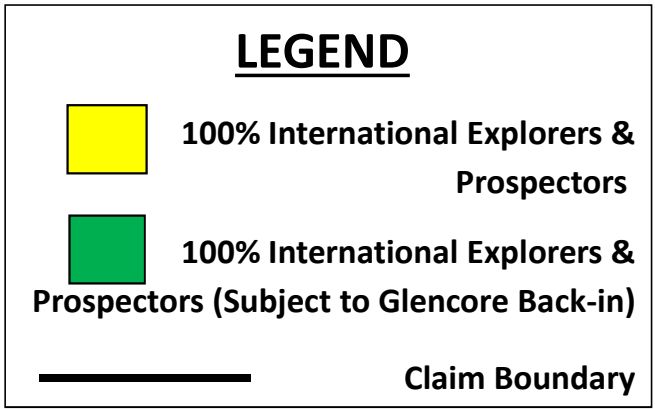 LEGEND
100% International Explorers &
Prospectors
100% International Explorers &
Prospectors (Subject to Glencore Back-in)
Claim Boundary